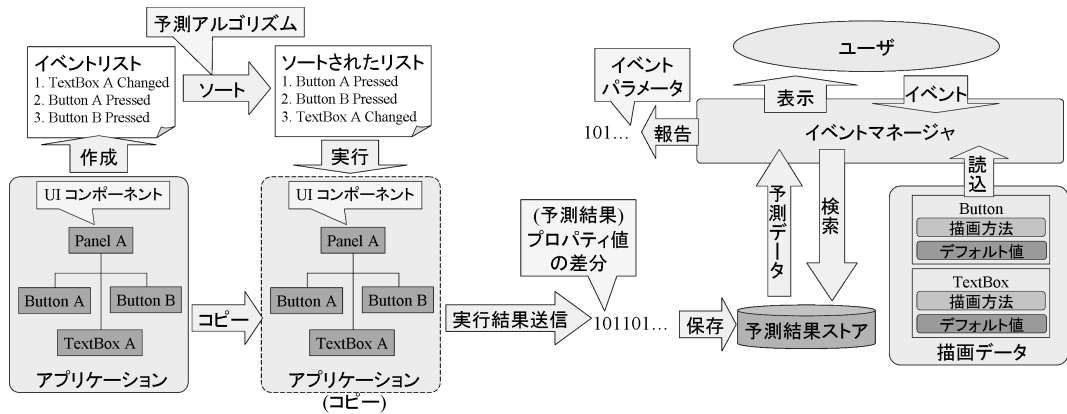 予測アルゴリズム
イベントリスト
1. TextBox A Changed
2. Button A Pressed
3. Button B Pressed
ソート
ソートされたリスト
1. Button A Pressed
2. Button B Pressed
3. TextBox A Changed
作成
実行
UI コンポーネント
Panel A
Button A
Button B
TextBox A
アプリケーション
コピー
UI コンポーネント
Panel A
Button A
Button B
TextBox A
アプリケーション
(コピー)
実行結果送信
(予測結果)
プロパティ値
の差分
101101…
保存
予測結果ストア
予測データ
検索
イベント
パラメータ
101…
報告
ユーザ
表示
イベント
イベントマネージャ
読込
Button
描画方法
デフォルト値
TextBox
描画方法
デフォルト値
描画データ